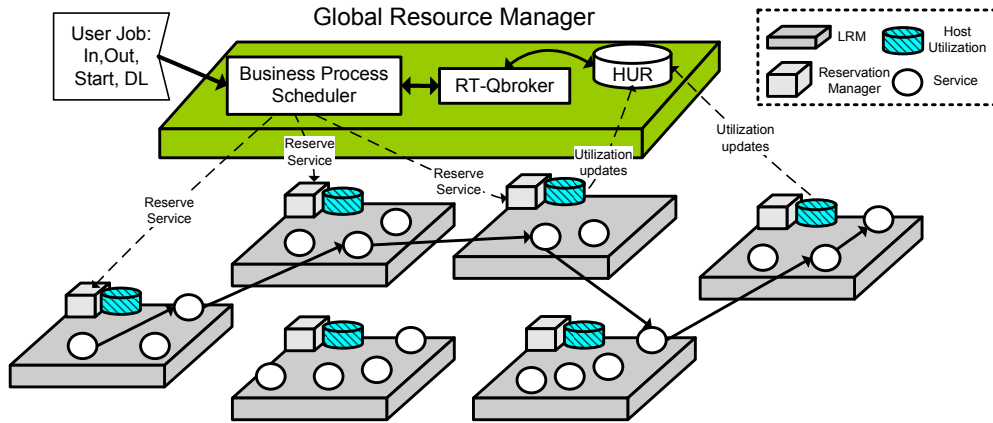 Global Resource Manager
User Job:
In,Out,
Start, DL
Business Process
Scheduler
RT-Qbroker
HUR
LRM
Host
Utilization
Reservation
Manager
Service
Reserve
Service
Reserve
Service
Reserve
Service
Utilization
updates
Utilization
updates